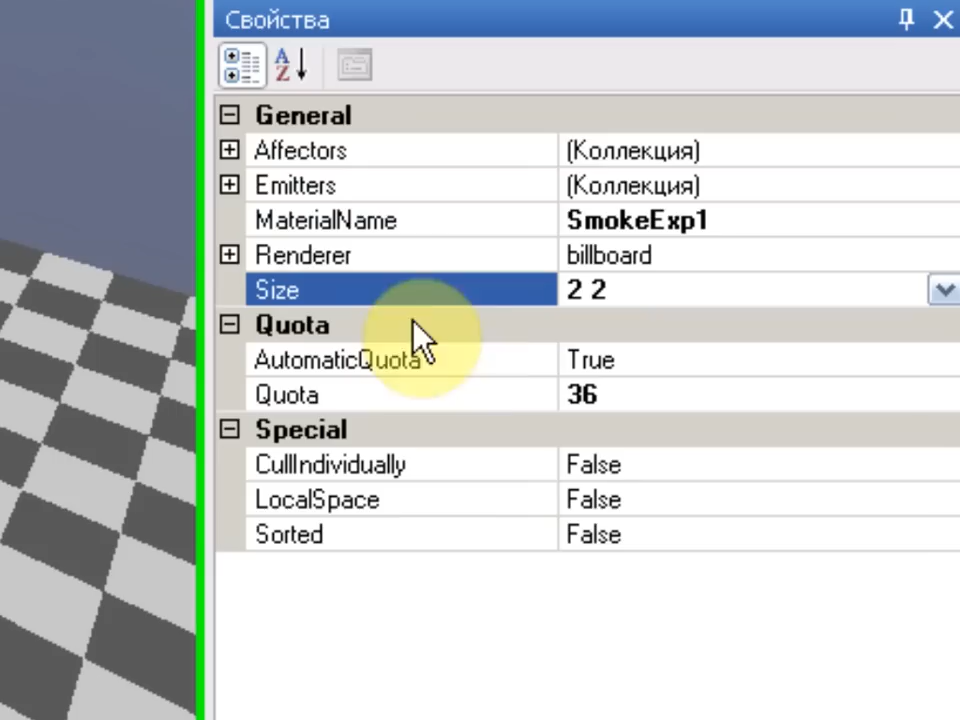 Свойства
General
Affectors (Коллекция)
Emitters (Коллекция)
MaterialName SmokeExp1
Renderer billboard
Size 2 2
Quota
AutomaticQuota True
Quota 36
Special
CullIndividually False
LocalSpace False
Sorted False